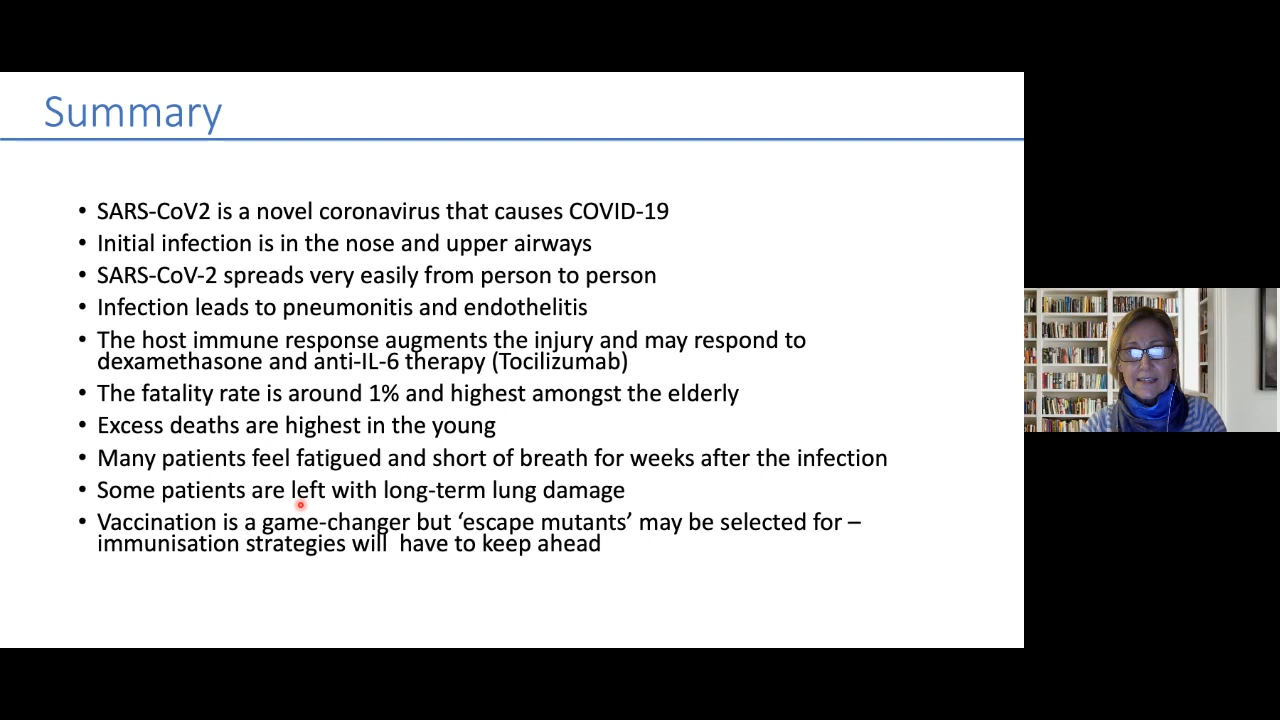 Summary
• SARS-CoV2 is a novel coronavirus that causes COVID-19
• Initial infection is in the nose and upper airways
• SARS-CoV-2 spreads very easily from person to person
• Infection leads to pneumonitis and endothelitis
• The host immune response augments the injury and may respond to
dexamethasone and anti-IL-6 therapy (Tocilizumab)
• The fatality rate is around 1% and highest amongst the elderly
• Excess deaths are highest in the young
• Many patients feel fatigued and short of breath for weeks after the infection
• Some patients are left with long-term lung damage
• Vaccination is a game-changer but ‘escape mutants’ may be selected for –
immunisation strategies will  have to keep ahead